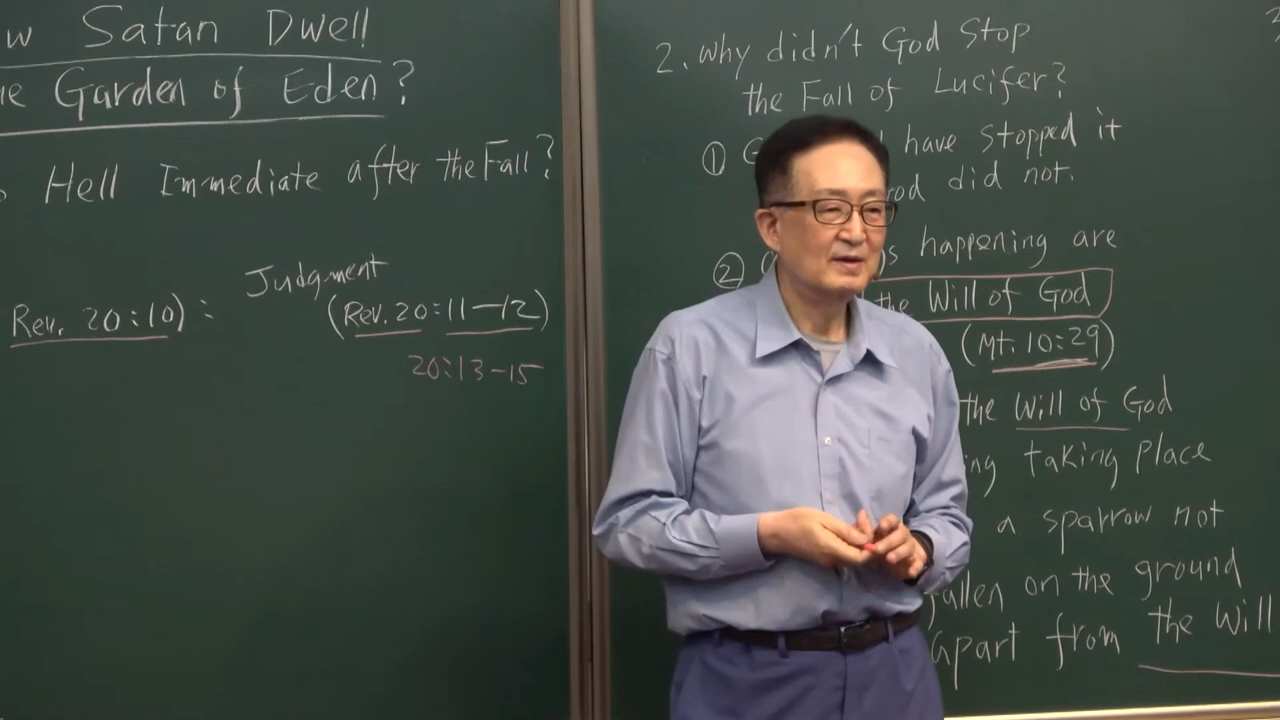 w Satan Dwell
e Garden of Eden?
Hell Immediate after the Fall?
Judgment
Rev. 20:10) : (Rev. 20:11-12)
20:13-15
2. Why didn't God Stop
the Fall of Lucifer?
① G have stopped it
od did not.
② s happening are
the Will of God
(Mt. 10:29)
the Will of God
ing taking place
a sparrow not
fallen on the ground
apart from the Will